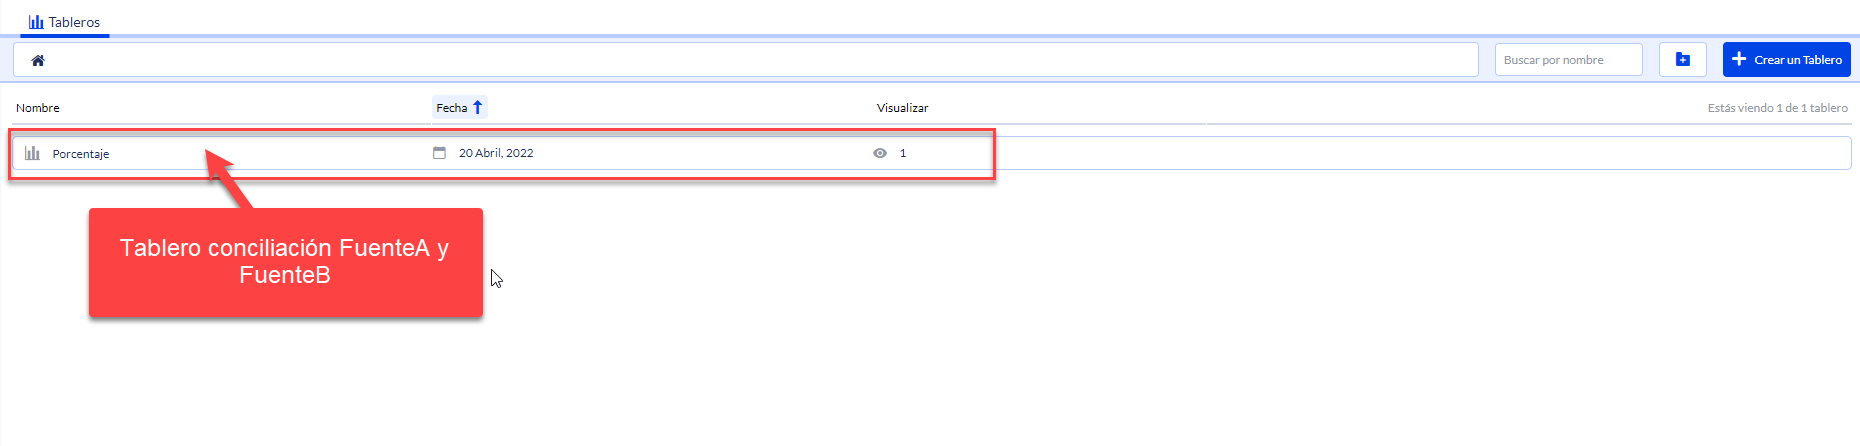 Tableros
Buscar por nombre
Crear un Tablero
Nombre
Fecha
Visualizar
Estás viendo 1 de 1 tablero
Porcentaje
20 Abril, 2022
1
Tablero conciliación FuenteA y
FuenteB